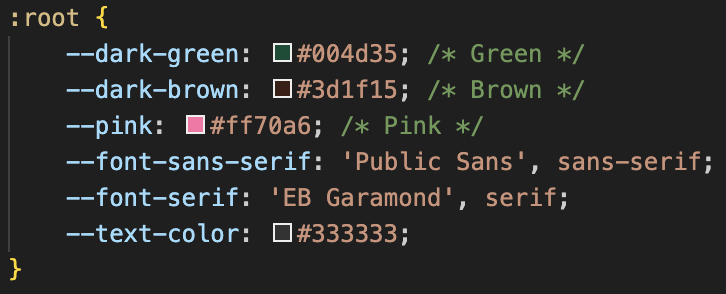 :root {
--dark-green: #004d35; /* Green */
--dark-brown: #3d1f15; /* Brown */
--pink: #ff70a6; /* Pink */
--font-sans-serif: 'Public Sans', sans-serif;
--font-serif: 'EB Garamond', serif;
--text-color: #333333;
}